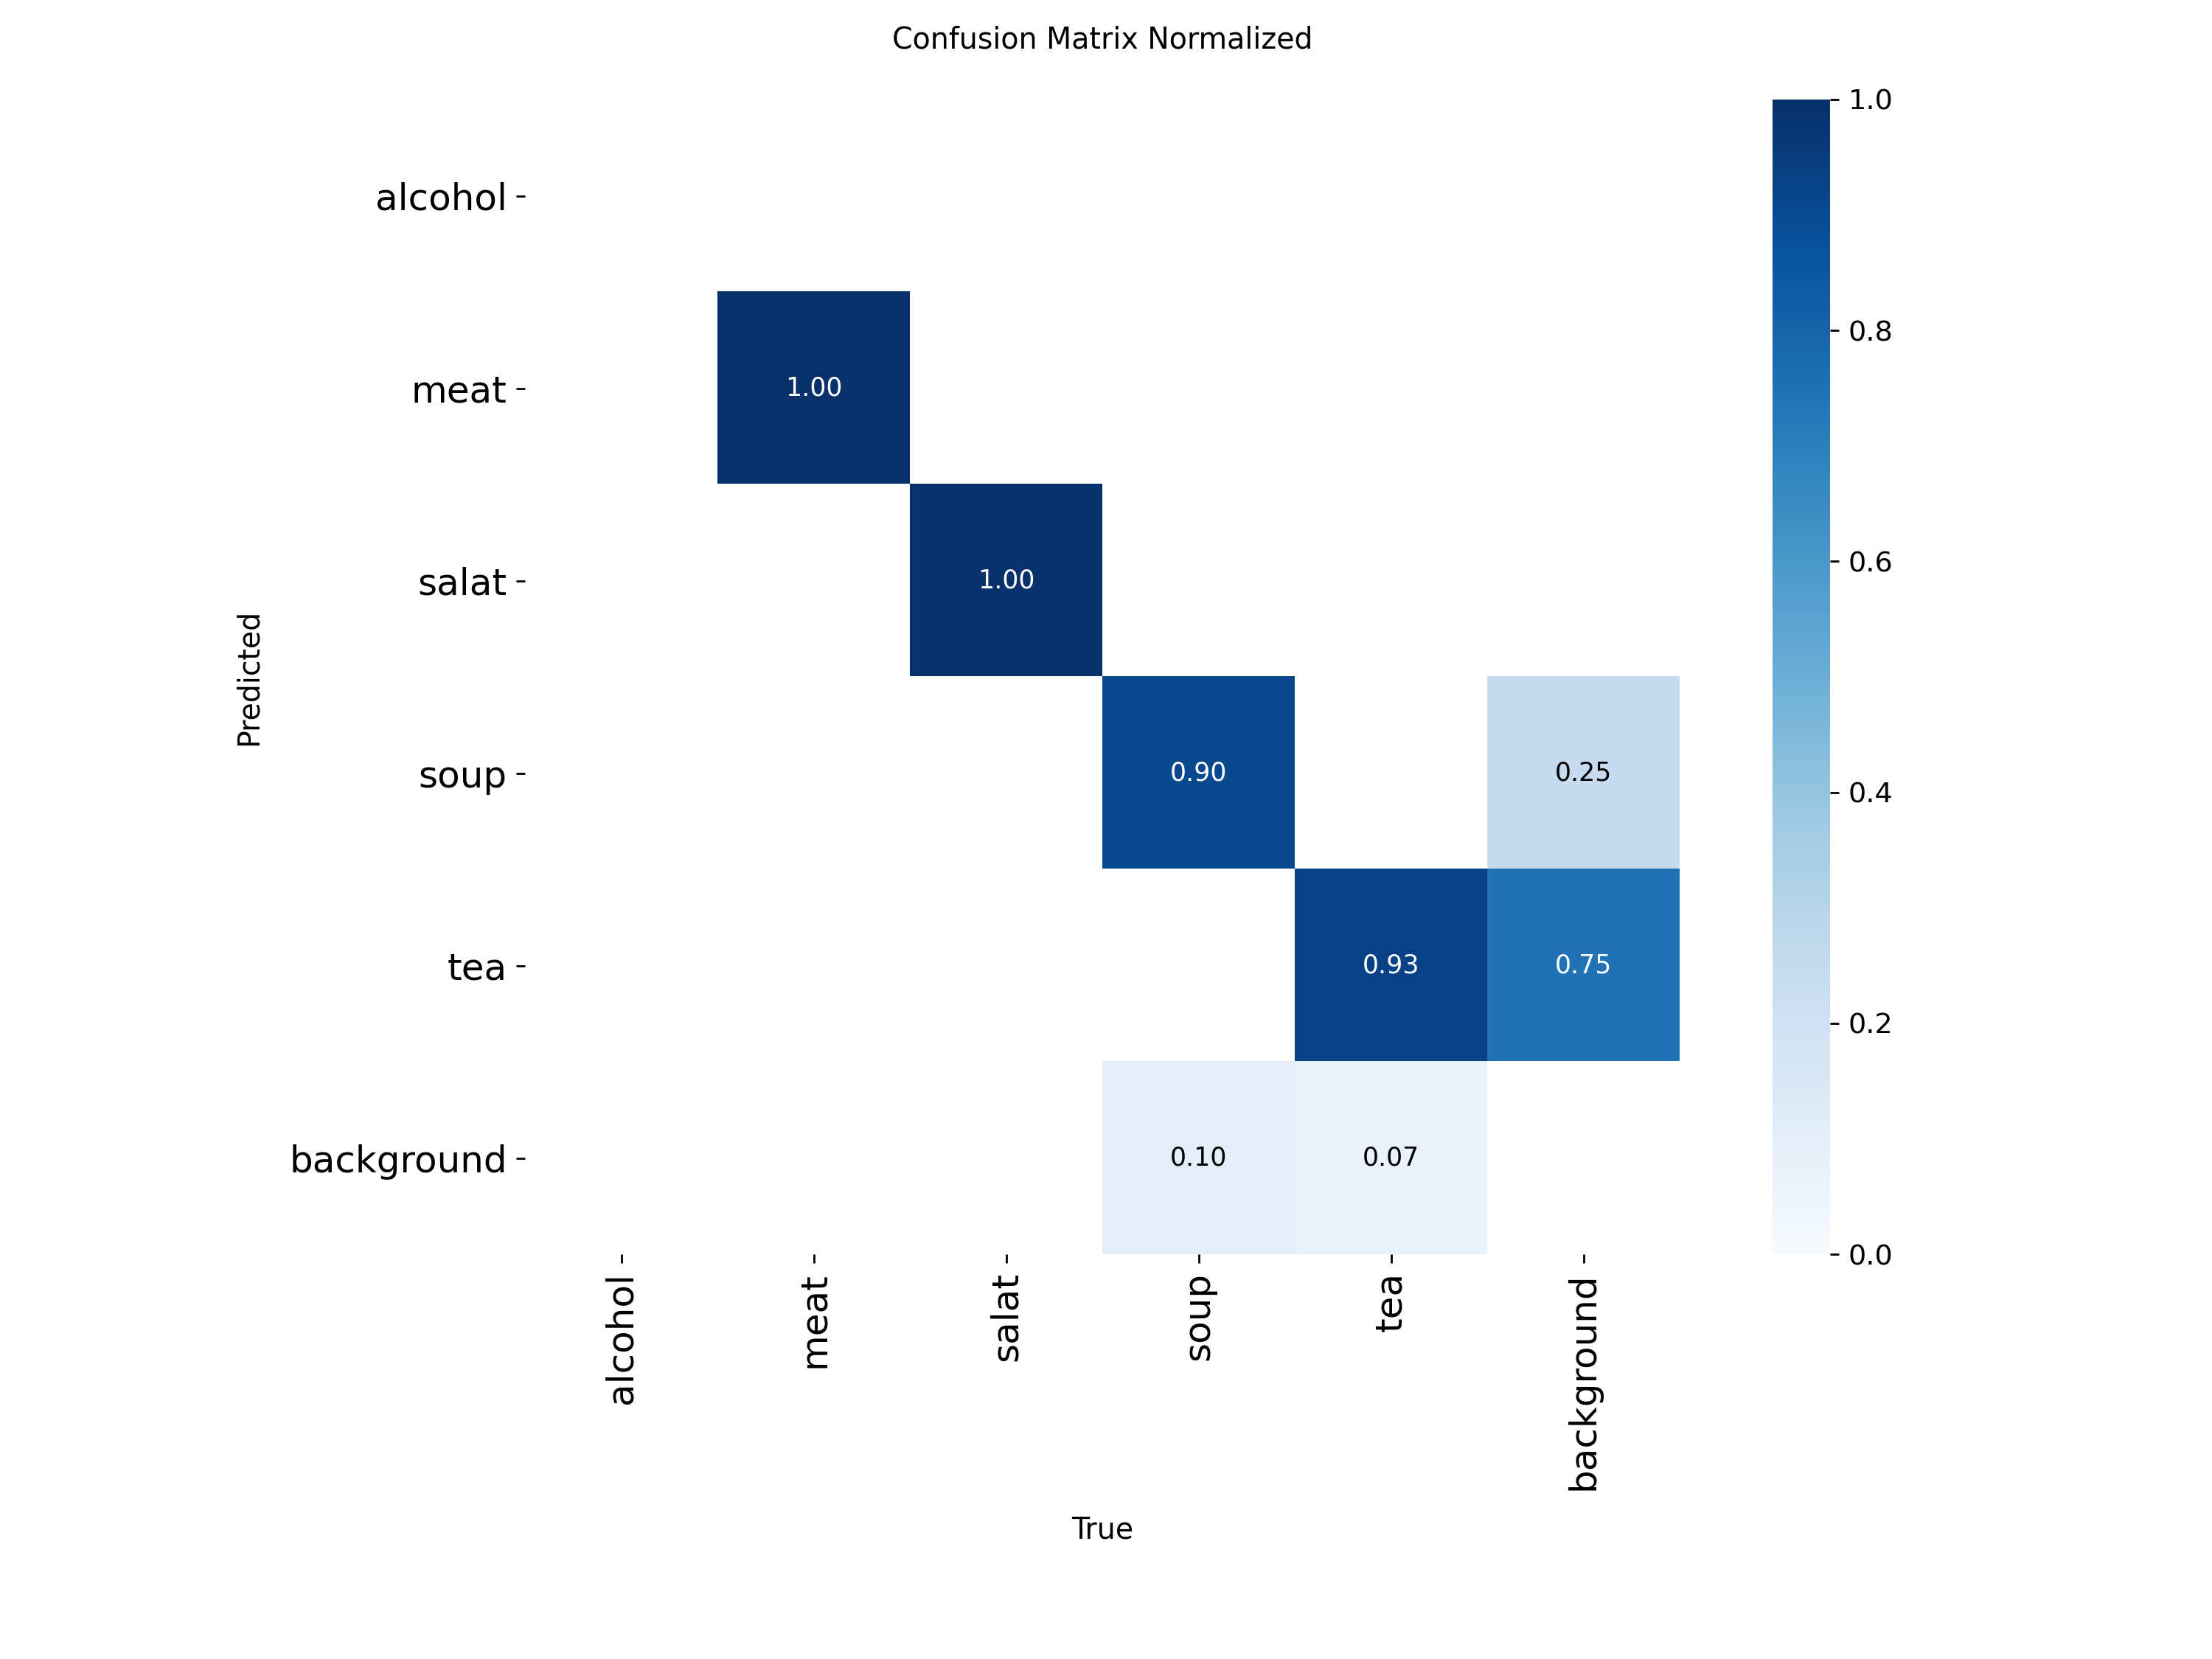 Confusion Matrix Normalized
1.0
alcohol
meat
1.00
0.8
salat
1.00
0.6
Predicted
soup
0.90
0.25
0.4
tea
0.93
0.75
0.2
background
0.10
0.07
0.0
alcohol
meat
salat
soup
tea
background
True